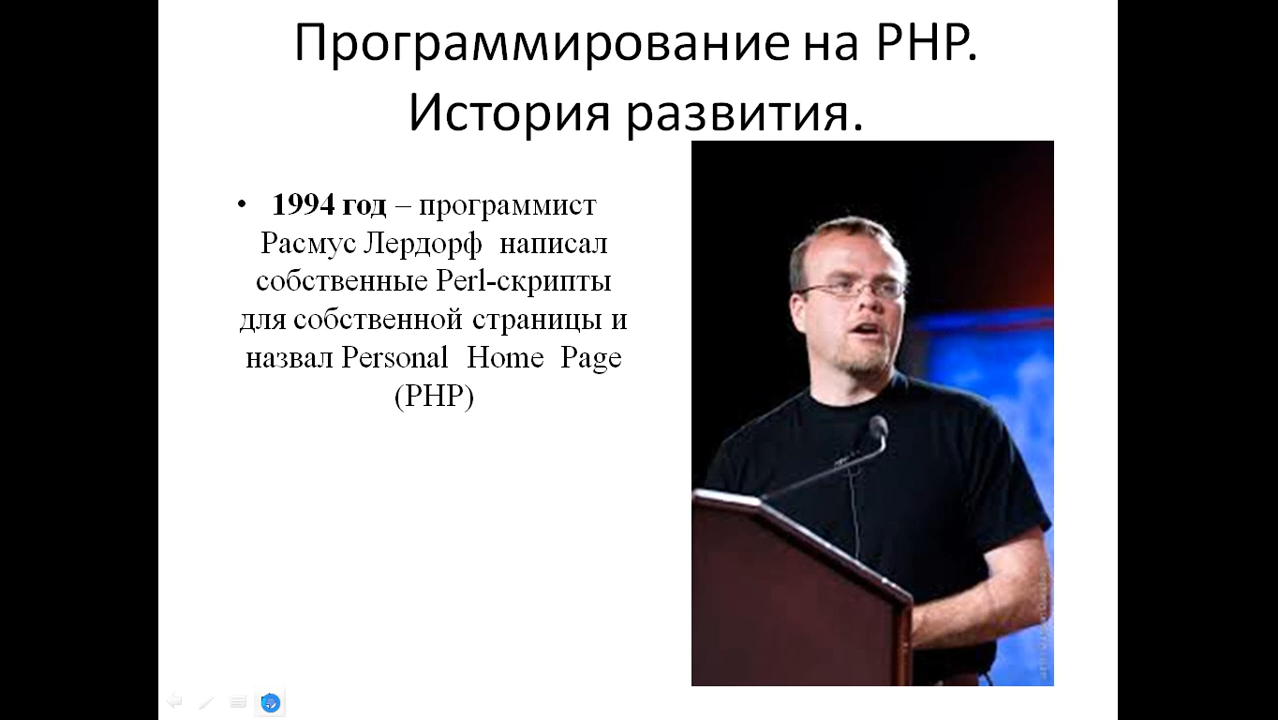 Программирование на PHP.
История развития.
• 1994 год – программист
Расмус Лердорф написал
собственные Perl-скрипты
для собственной страницы и
назвал Personal Home Page
(PHP)